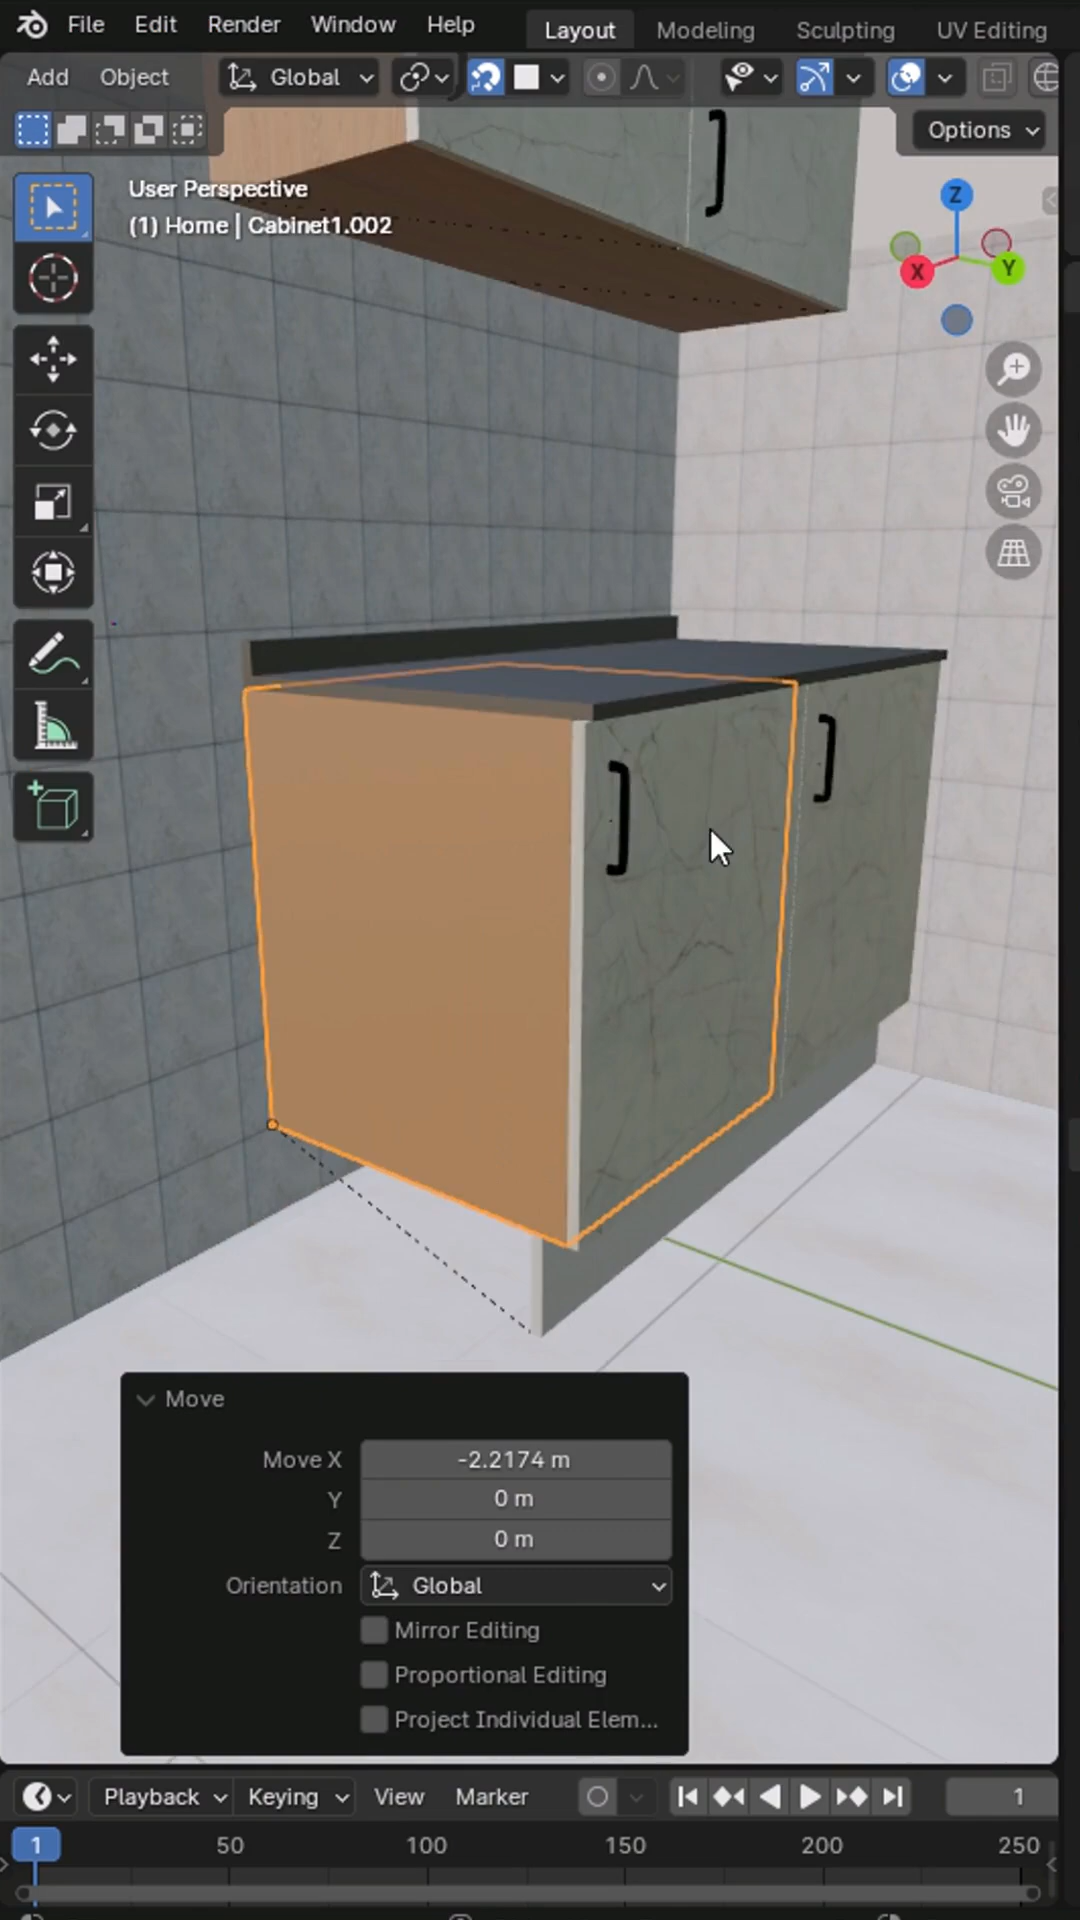 File Edit Render Window Help Layout Modeling Sculpting UV Editing
Add Object Global
Options
User Perspective
(1) Home | Cabinet1.002
Z
X
Y
Move
Move X -2.2174 m
Y 0 m
Z 0 m
Orientation Global
Mirror Editing
Proportional Editing
Project Individual Elem...
Playback Keying View Marker 1
1 50 100 150 200 250